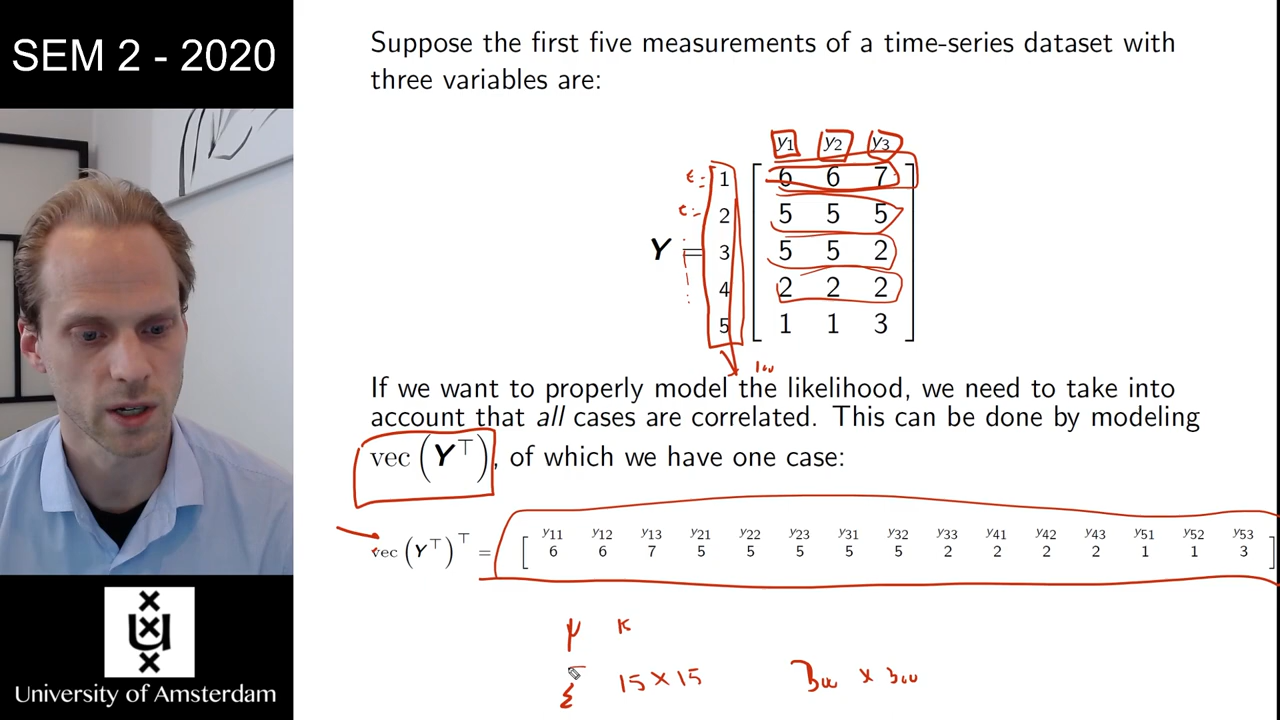 SEM 2 - 2020
Suppose the first five measurements of a time-series dataset with
three variables are:
y1 y2 y3
t= 1 6 6 7
t= 2 5 5 5
Y = 3 5 5 2
4 2 2 2
5 1 1 3
100
If we want to properly model the likelihood, we need to take into
account that all cases are correlated. This can be done by modeling
vec (Y⊤), of which we have one case:
y11 y12 y13 y21 y22 y23 y31 y32 y33 y41 y42 y43 y51 y52 y53
vec (Y⊤)⊤ = [ 6 6 7 5 5 5 5 5 2 2 2 2 1 1 3 ]
μ
Σ 15 × 15 300 × 300
University of Amsterdam